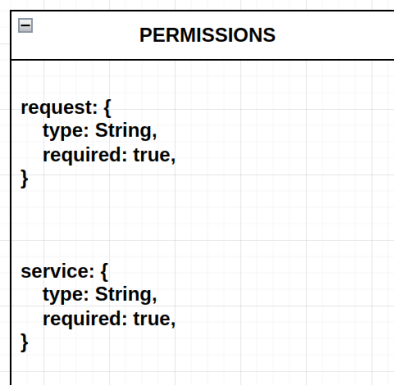 PERMISSIONS
request: {
type: String,
required: true,
}
service: {
type: String,
required: true,
}